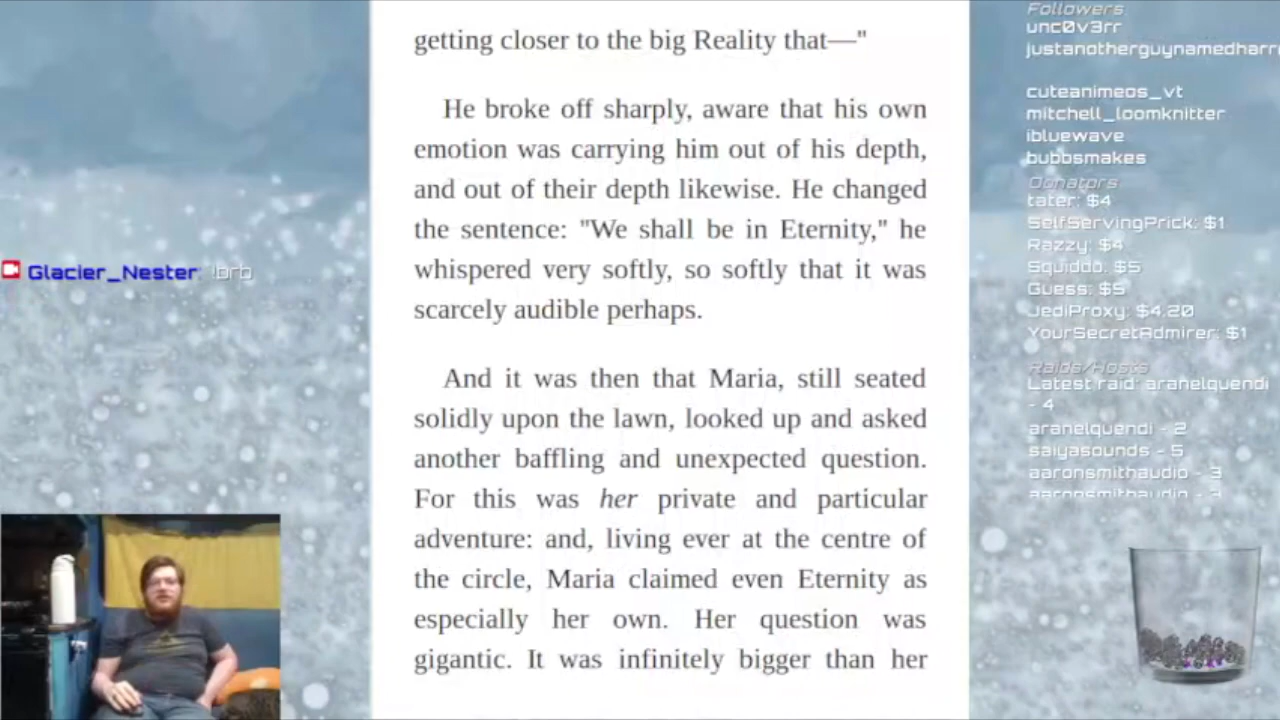 getting closer to the big Reality that—"
He broke off sharply, aware that his own
emotion was carrying him out of his depth,
and out of their depth likewise. He changed
the sentence: "We shall be in Eternity," he
whispered very softly, so softly that it was
scarcely audible perhaps.
And it was then that Maria, still seated
solidly upon the lawn, looked up and asked
another baffling and unexpected question.
For this was her private and particular
adventure: and, living ever at the centre of
the circle, Maria claimed even Eternity as
especially her own. Her question was
gigantic. It was infinitely bigger than her
Glacier_Nester: !brb
Followers
unc0v3rr
justanotherguynamedharr
cuteanimeos_vt
mitchell_loomknitter
ibluewave
bubbsmakes
Donators
tater: $4
SelfServingPrick: $1
Razzy: $4
Squiddo: $5
Guess: $5
JediProxy: $4.20
YourSecretAdmirer: $1
Raids/Hosts
Latest raid: arahelquendi
- 4
arahelquendi - 2
saiyasounds - 5
aaronsmithaudio - 3
aaronsmithaudio - 3